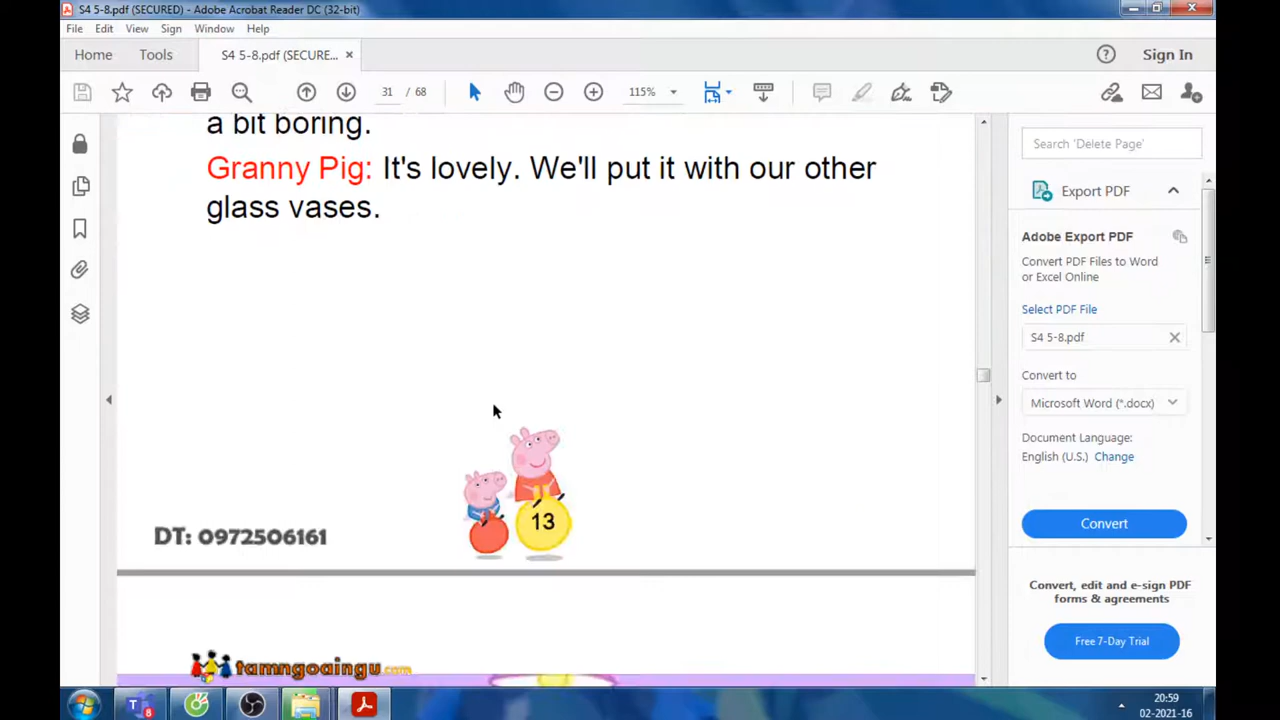 S4 5-8.pdf (SECURED) - Adobe Acrobat Reader DC (32-bit)
File Edit View Sign Window Help
Home Tools S4 5-8.pdf (SECURE... × Sign In
31 / 68 115%
a bit boring.
Granny Pig: It's lovely. We'll put it with our other
glass vases.
13
DT: 0972506161
tamngoaingu.com
Search 'Delete Page'
Export PDF
Adobe Export PDF
Convert PDF Files to Word
or Excel Online
Select PDF File
S4 5-8.pdf
Convert to
Microsoft Word (*.docx)
Document Language:
English (U.S.) Change
Convert
Convert, edit and e-sign PDF
forms & agreements
Free 7-Day Trial
8
20:59
02-2021-16